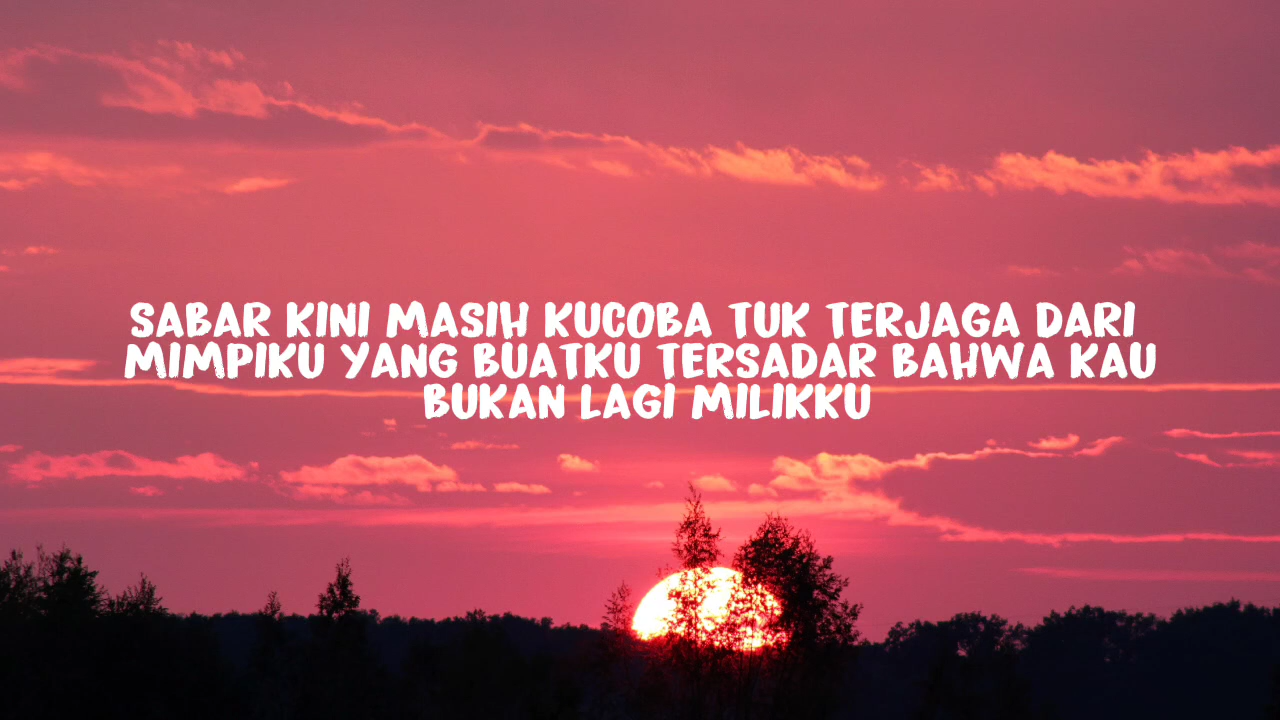 SABAR KINI MASIH KUCOBA TUK TERJAGA DARI
MIMPIKU YANG BUATKU TERSADAR BAHWA KAU
BUKAN LAGI MILIKKU